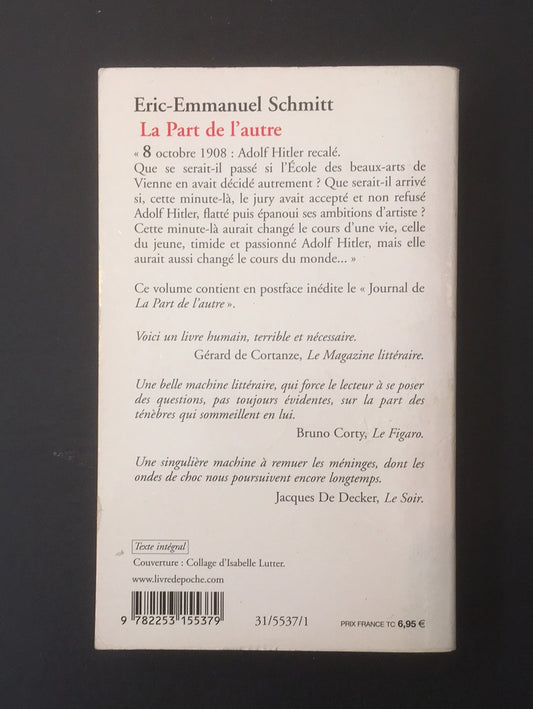 Eric-Emmanuel Schmitt
La Part de l'autre
« 8 octobre 1908 : Adolf Hitler recalé.
Que se serait-il passé si l'École des beaux-arts de
Vienne en avait décidé autrement ? Que serait-il arrivé
si, cette minute-là, le jury avait accepté et non refusé
Adolf Hitler, flatté puis épanoui ses ambitions d'artiste ?
Cette minute-là aurait changé le cours d'une vie, celle
du jeune, timide et passionné Adolf Hitler, mais elle
aurait aussi changé le cours du monde... »
Ce volume contient en postface inédite le « Journal de
La Part de l'autre ».
Voici un livre humain, terrible et nécessaire.
Gérard de Cortanze, Le Magazine littéraire.
Une belle machine littéraire, qui force le lecteur à se poser
des questions, pas toujours évidentes, sur la part des
ténèbres qui sommeillent en lui.
Bruno Corty, Le Figaro.
Une singulière machine à remuer les méninges, dont les
ondes de choc nous poursuivent encore longtemps.
Jacques De Decker, Le Soir.
Texte intégral
Couverture : Collage d'Isabelle Lutter.
www.livredepoche.com
9 782253 155379
31/5537/1
PRIX FRANCE TC 6,95 €